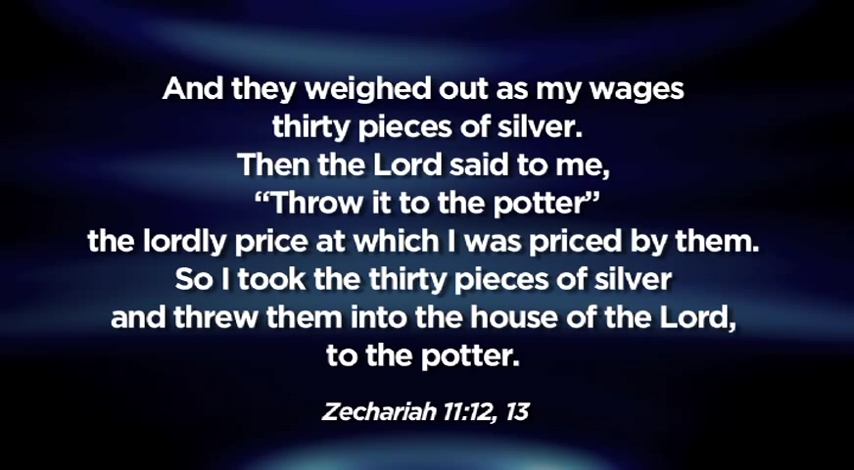 And they weighed out as my wages
thirty pieces of silver.
Then the Lord said to me,
“Throw it to the potter”
the lordly price at which I was priced by them.
So I took the thirty pieces of silver
and threw them into the house of the Lord,
to the potter.
Zechariah 11:12, 13